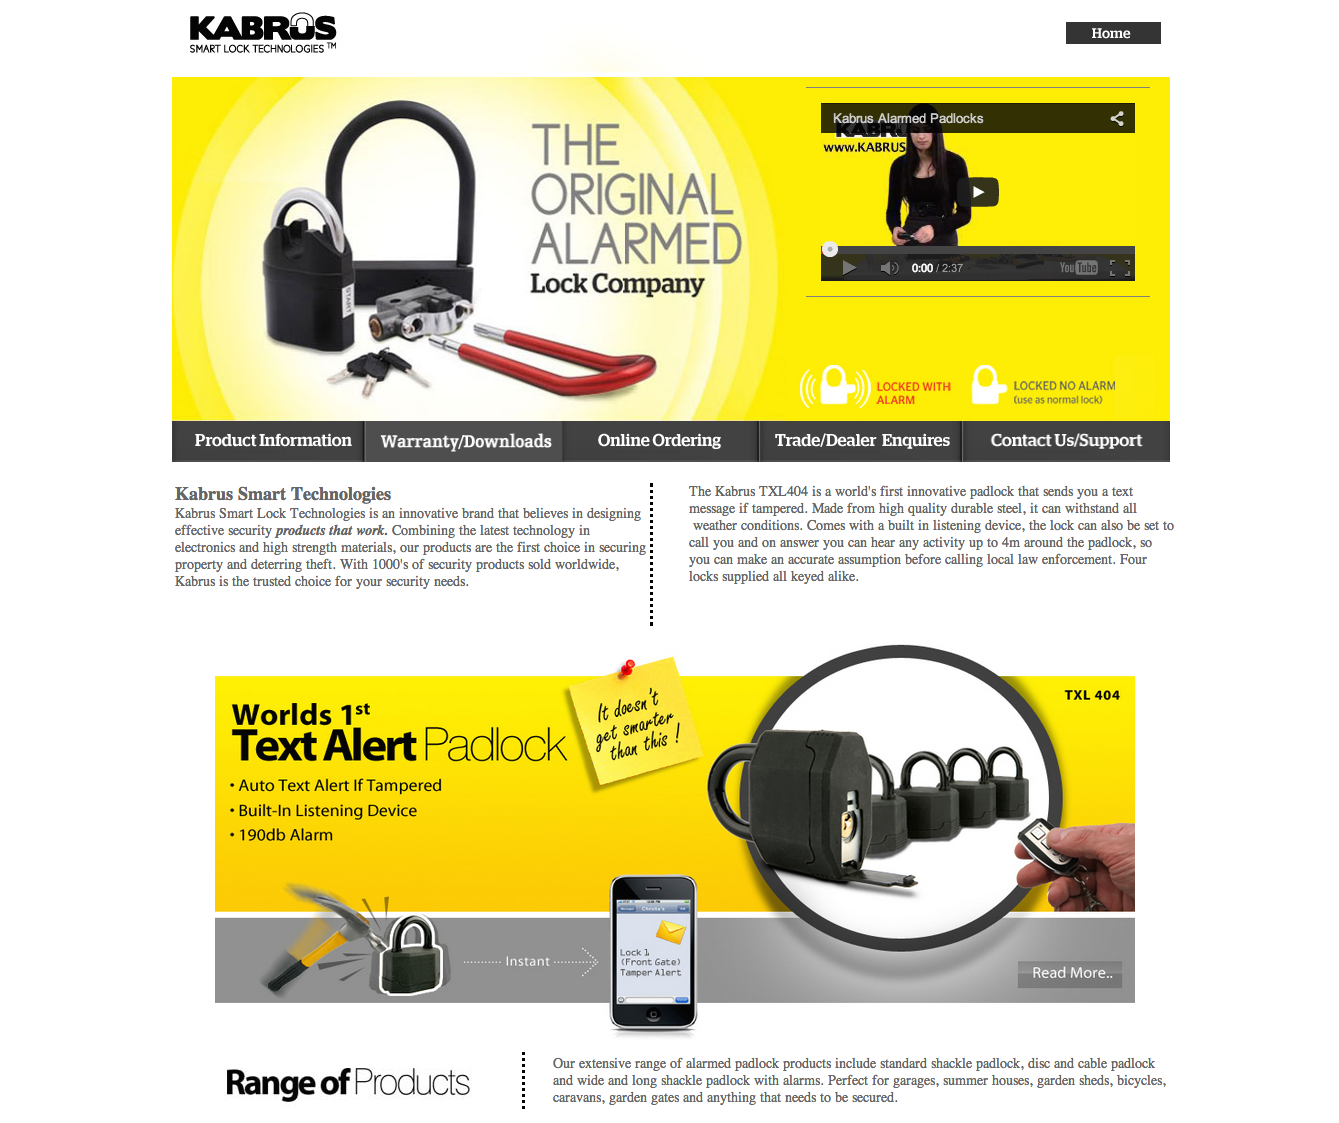 KABRUS
SMART LOCK TECHNOLOGIES ™
Home
THE
ORIGINAL
ALARMED
Lock Company
Kabrus Alarmed Padlocks
www.KABRUS
0:00 / 2:37
YouTube
START
LOCKED WITH
ALARM
LOCKED NO ALARM
(use as normal lock)
Product Information
Warranty/Downloads
Online Ordering
Trade/Dealer Enquires
Contact Us/Support
Kabrus Smart Technologies
Kabrus Smart Lock Technologies is an innovative brand that believes in designing
effective security products that work. Combining the latest technology in
electronics and high strength materials, our products are the first choice in securing
property and deterring theft. With 1000's of security products sold worldwide,
Kabrus is the trusted choice for your security needs.
The Kabrus TXL404 is a world's first innovative padlock that sends you a text
message if tampered. Made from high quality durable steel, it can withstand all
weather conditions. Comes with a built in listening device, the lock can also be set to
call you and on answer you can hear any activity up to 4m around the padlock, so
you can make an accurate assumption before calling local law enforcement. Four
locks supplied all keyed alike.
Worlds 1st
Text Alert Padlock
• Auto Text Alert If Tampered
• Built-In Listening Device
• 190db Alarm
It doesn't
get smarter
than this !
TXL 404
Instant
Lock 1
(Front Gate)
Tamper Alert
Read More..
Range of Products
Our extensive range of alarmed padlock products include standard shackle padlock, disc and cable padlock
and wide and long shackle padlock with alarms. Perfect for garages, summer houses, garden sheds, bicycles,
caravans, garden gates and anything that needs to be secured.